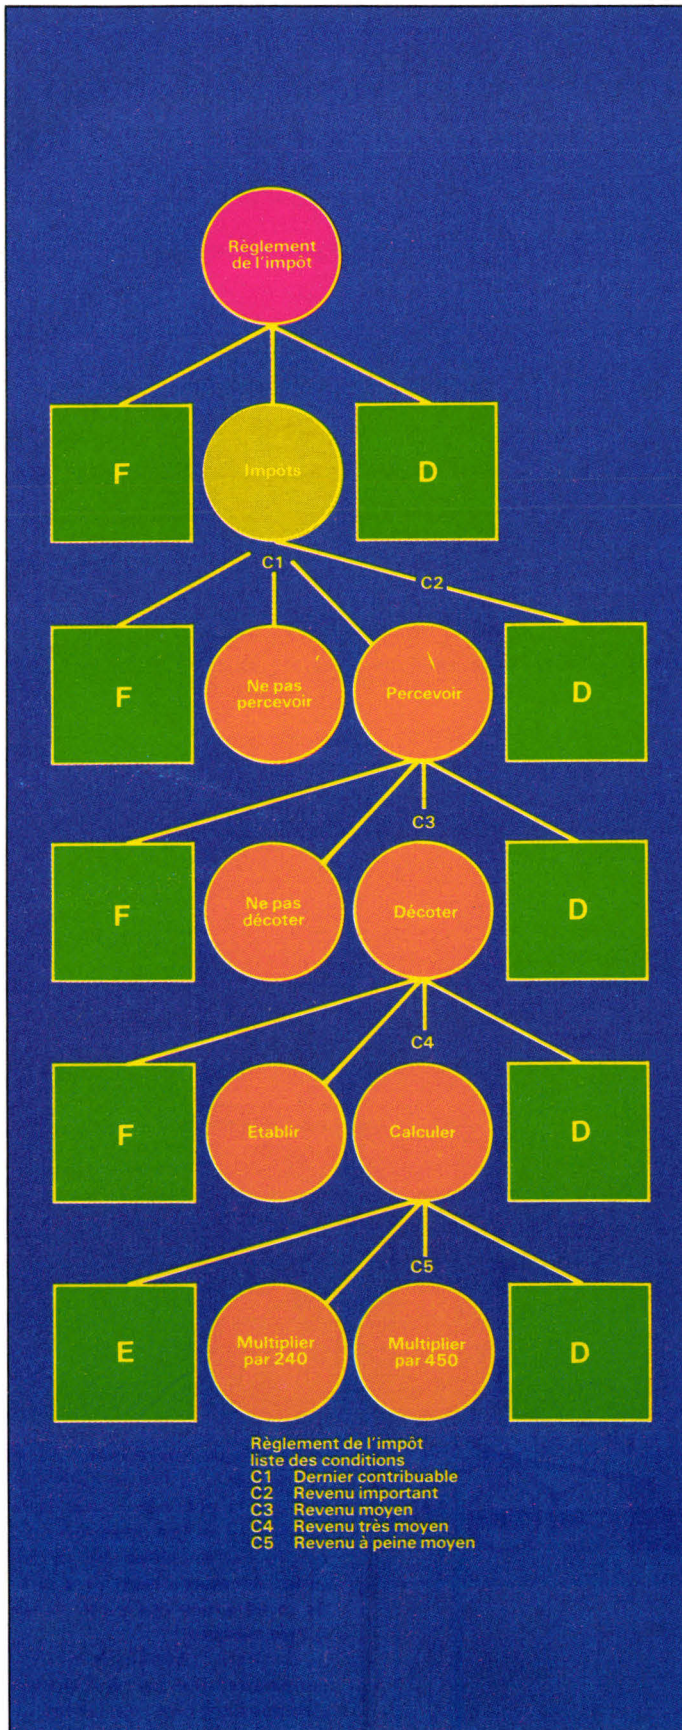 Règlement
de l'impôt
F
Impôts
D
C1
C2
F
Ne pas
percevoir
Percevoir
D
C3
F
Ne pas
décoter
Décoter
D
C4
F
Etablir
Calculer
D
C5
E
Multiplier
par 240
Multiplier
par 450
D
Règlement de l'impôt
liste des conditions
C1 Dernier contribuable
C2 Revenu important
C3 Revenu moyen
C4 Revenu très moyen
C5 Revenu à peine moyen